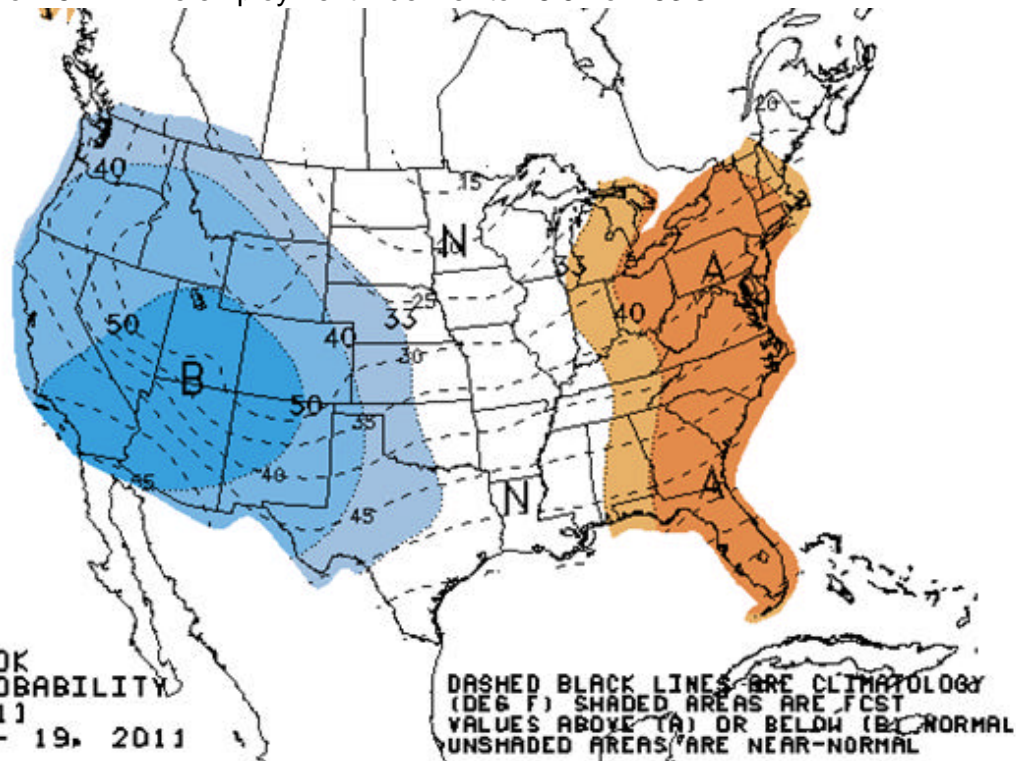 20
40
15
N
33
A
50
25
40
33
40
30
B
50
35
40
A
N
45
OK
OBABILITY
- 19, 2011
DASHED BLACK LINES ARE CLIMATOLOGY
(DEG F) SHADED AREAS ARE FCST
VALUES ABOVE (A) OR BELOW (B) NORMAL
UNSHADED AREAS ARE NEAR-NORMAL